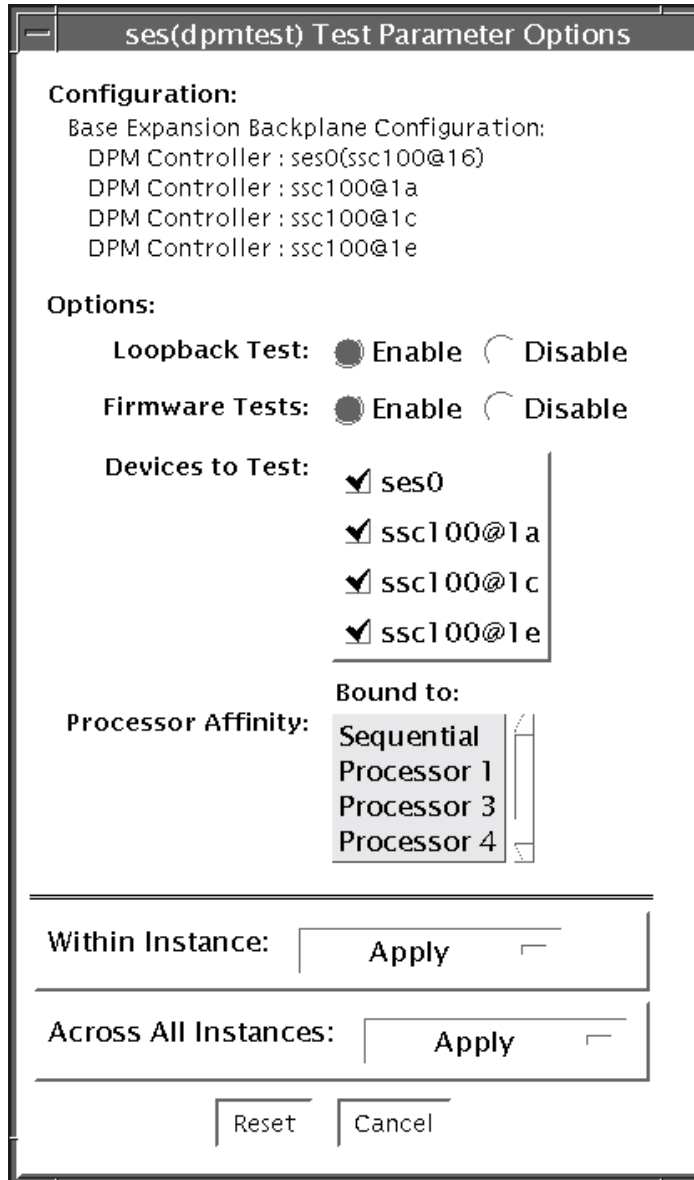 ses(dpmtest) Test Parameter Options
Configuration:
Base Expansion Backplane Configuration:
DPM Controller : ses0(ssc100@16)
DPM Controller : ssc100@1a
DPM Controller : ssc100@1c
DPM Controller : ssc100@1e
Options:
Loopback Test: Enable Disable
Firmware Tests: Enable Disable
Devices to Test: ses0
ssc100@1a
ssc100@1c
ssc100@1e
Bound to:
Processor Affinity: Sequential
Processor 1
Processor 3
Processor 4
Within Instance: Apply
Across All Instances: Apply
Reset Cancel